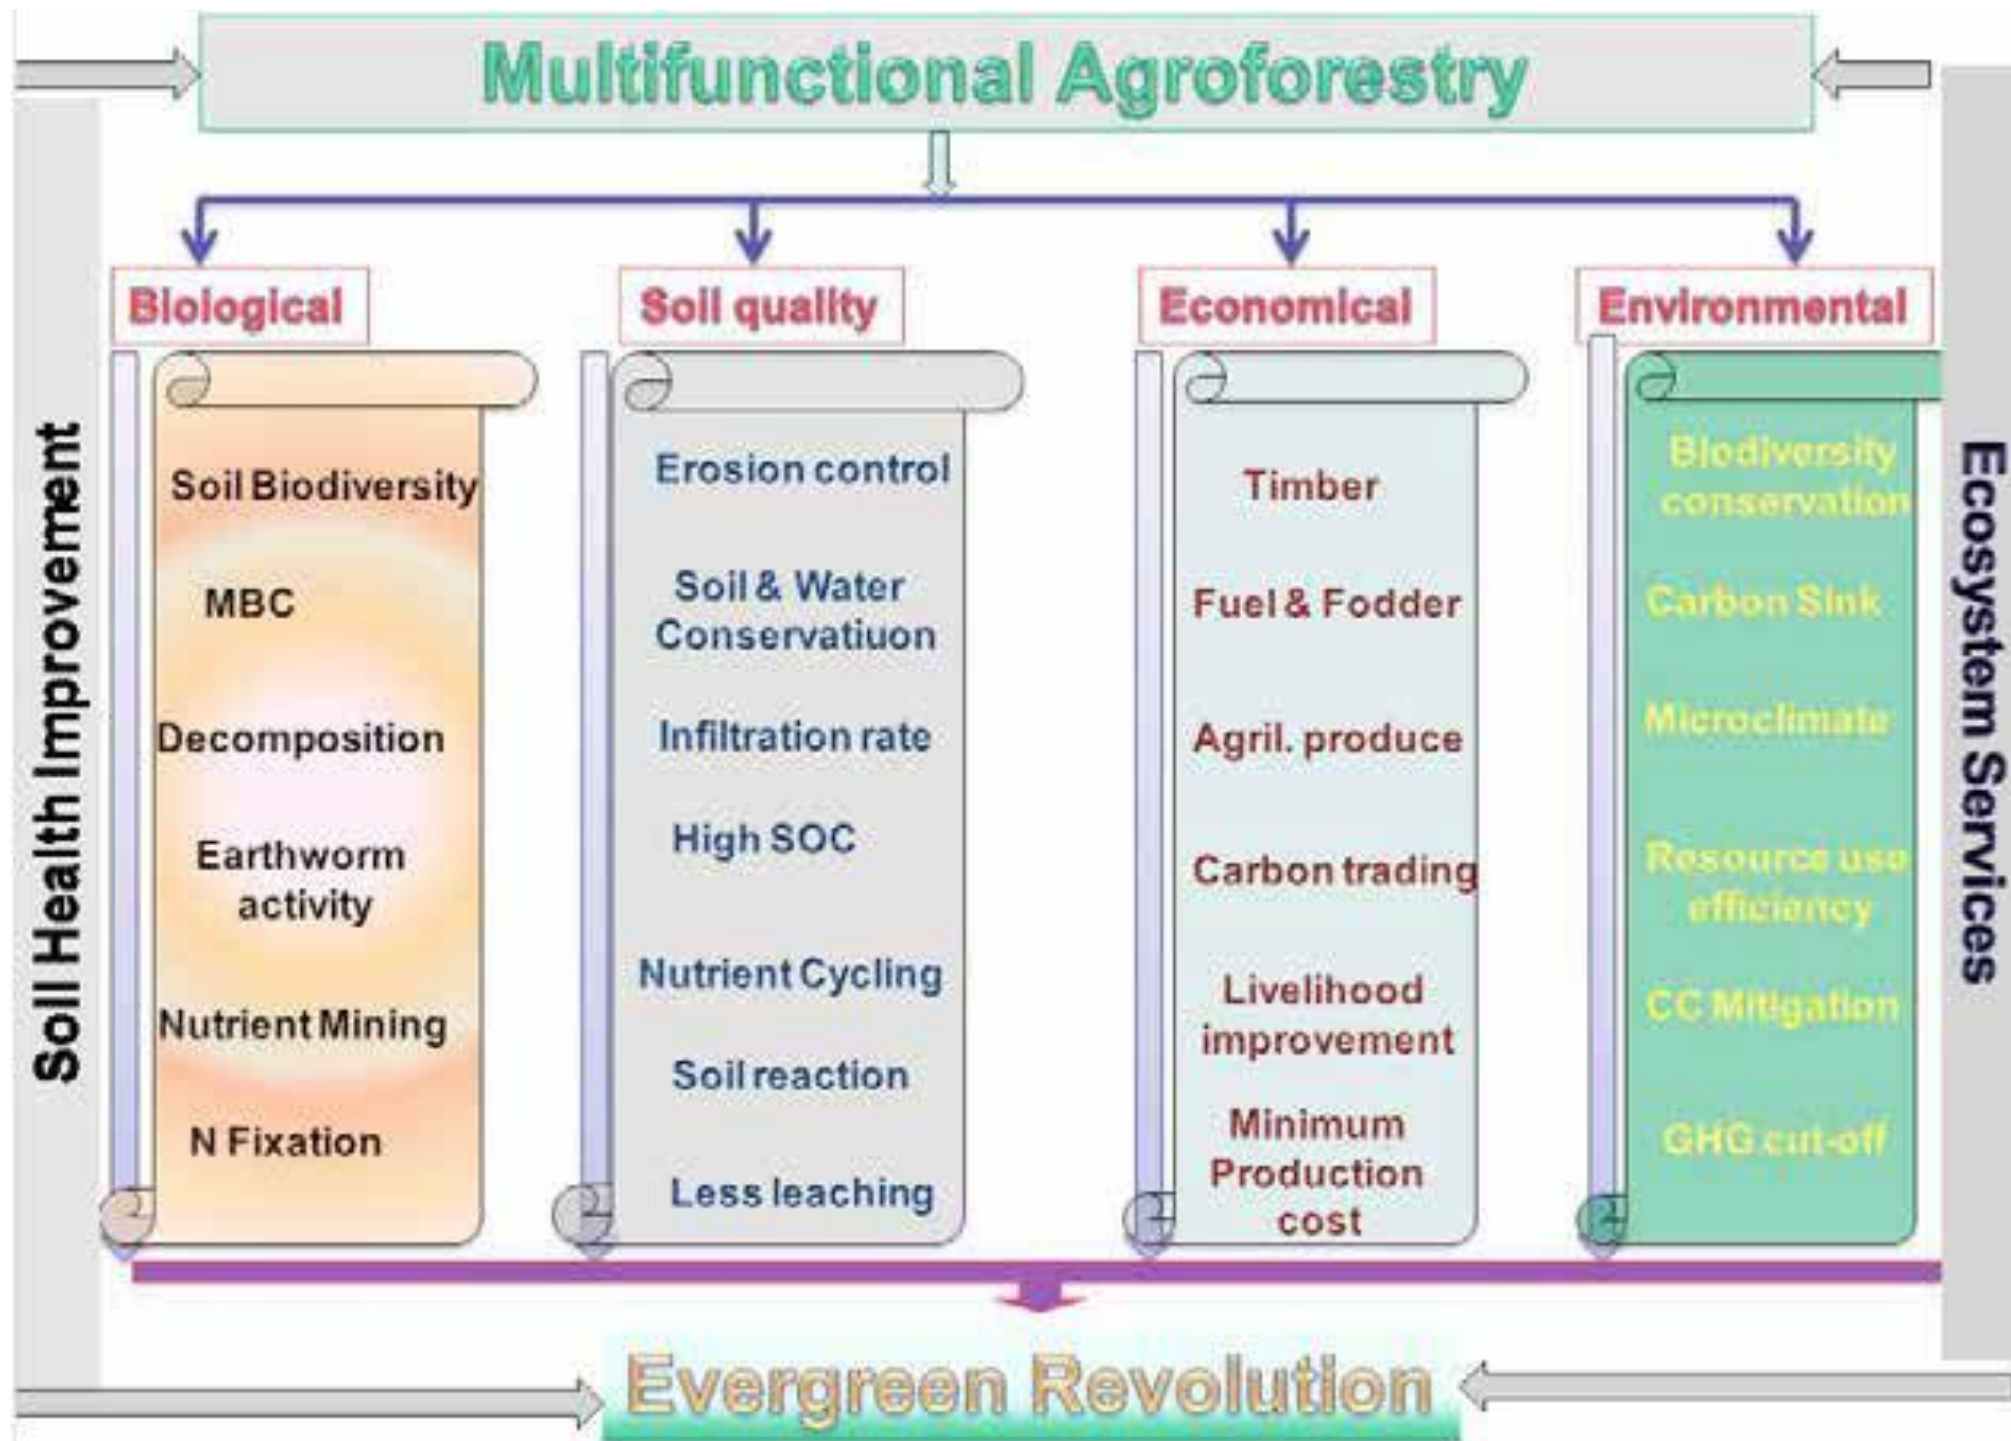 Multifunctional Agroforestry
Soil Health Improvement
Biological
Soil Biodiversity
MBC
Decomposition
Earthworm
activity
Nutrient Mining
N Fixation
Soil quality
Erosion control
Soil & Water
Conservatiuon
Infiltration rate
High SOC
Nutrient Cycling
Soil reaction
Less leaching
Economical
Timber
Fuel & Fodder
Agril. produce
Carbon trading
Livelihood
improvement
Minimum
Production
cost
Environmental
Biodiversity
conservation
Carbon Sink
Microclimate
Resource use
efficiency
CC Mitigation
GHG cut-off
Ecosystem Services
Evergreen Revolution